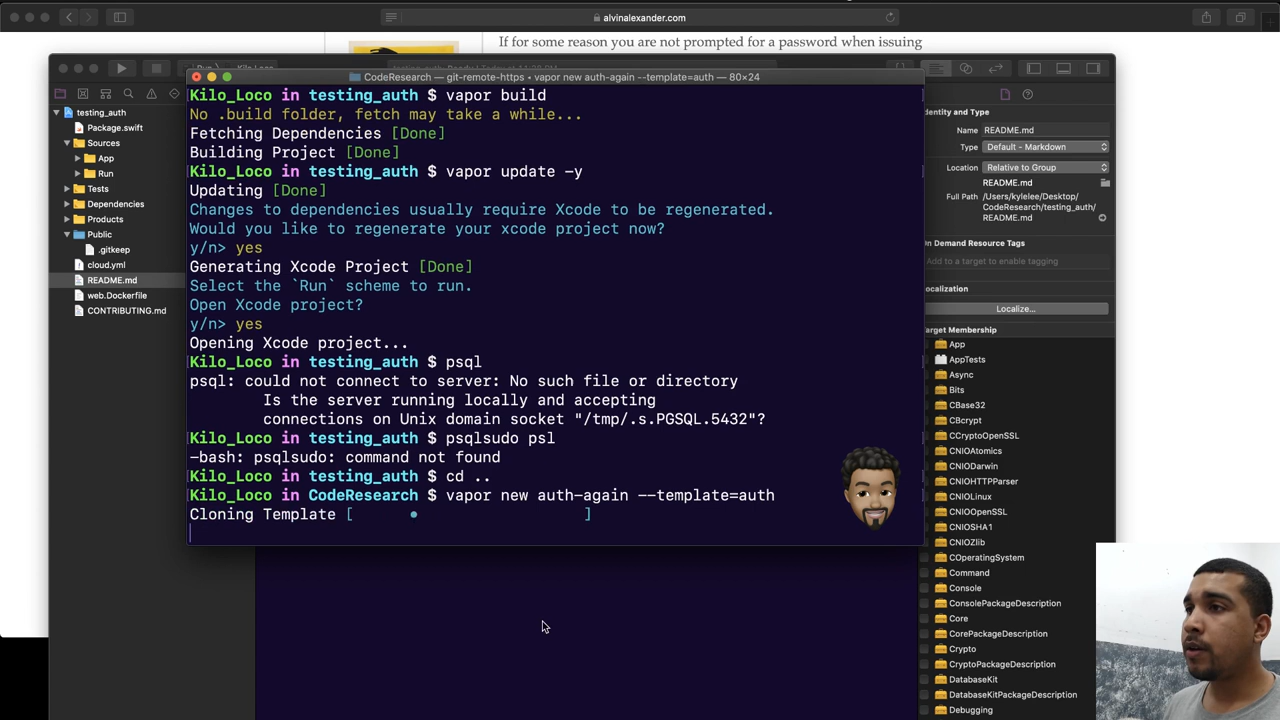 alvinalexander.com
If for some reason you are not prompted for a password when issuing
CodeResearch — git-remote-https • vapor new auth-again --template=auth — 80×24
Kilo_Loco in testing_auth $ vapor build
No .build folder, fetch may take a while...
Fetching Dependencies [Done]
Building Project [Done]
Kilo_Loco in testing_auth $ vapor update -y
Updating [Done]
Changes to dependencies usually require Xcode to be regenerated.
Would you like to regenerate your xcode project now?
y/n> yes
Generating Xcode Project [Done]
Select the `Run` scheme to run.
Open Xcode project?
y/n> yes
Opening Xcode project...
Kilo_Loco in testing_auth $ psql
psql: could not connect to server: No such file or directory
Is the server running locally and accepting
connections on Unix domain socket "/tmp/.s.PGSQL.5432"?
Kilo_Loco in testing_auth $ psqlsudo psl
-bash: psqlsudo: command not found
Kilo_Loco in testing_auth $ cd ..
Kilo_Loco in CodeResearch $ vapor new auth-again --template=auth
Cloning Template [ • ]
testing_auth
Package.swift
Sources
App
Run
Tests
Dependencies
Products
Public
.gitkeep
cloud.yml
README.md
web.Dockerfile
CONTRIBUTING.md
dentity and Type
Name README.md
Type Default - Markdown
Location Relative to Group
README.md
Full Path /Users/kylelee/Desktop/
CodeResearch/testing_auth/
README.md
On Demand Resource Tags
Add to a target to enable tagging
ocalization
Localize...
arget Membership
App
AppTests
Async
Bits
CBase32
CBcrypt
CCryptoOpenSSL
CNIOAtomics
CNIODarwin
CNIOHTTPParser
CNIOLinux
CNIOOpenSSL
CNIOSHA1
CNIOZlib
COperatingSystem
Command
Console
ConsolePackageDescription
Core
CorePackageDescription
Crypto
CryptoPackageDescription
DatabaseKit
DatabaseKitPackageDescription
Debugging